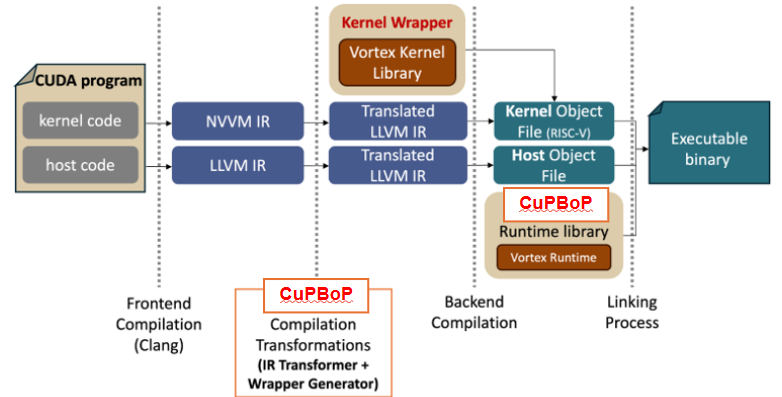 Kernel Wrapper
Vortex Kernel
Library
CUDA program
kernel code
NVVM IR
Translated
LLVM IR
Kernel Object
File (RISC-V)
host code
LLVM IR
Translated
LLVM IR
Host Object
File
Executable
binary
CuPBoP
Runtime library
Vortex Runtime
Frontend
Compilation
(Clang)
CuPBoP
Compilation
Transformations
(IR Transformer +
Wrapper Generator)
Backend
Compilation
Linking
Process